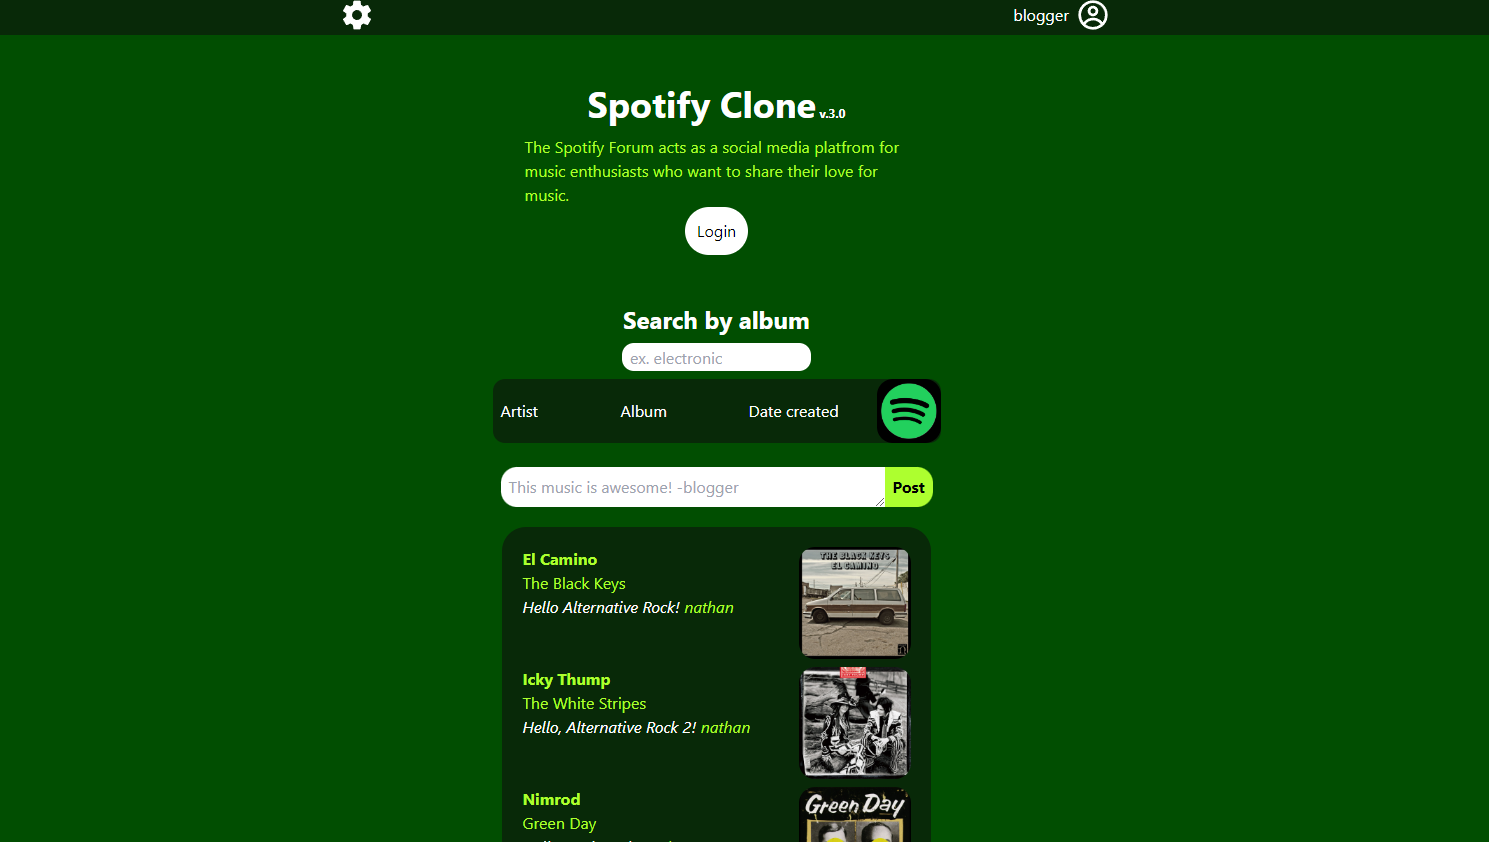 blogger
Spotify Clone v.3.0
The Spotify Forum acts as a social media platfrom for
music enthusiasts who want to share their love for
music.
Login
Search by album
ex. electronic
Artist Album Date created
This music is awesome! -blogger Post
El Camino
The Black Keys
Hello Alternative Rock! nathan
THE BLACK KEYS
EL CAMINO
Icky Thump
The White Stripes
Hello, Alternative Rock 2! nathan
Nimrod
Green Day
Green Day